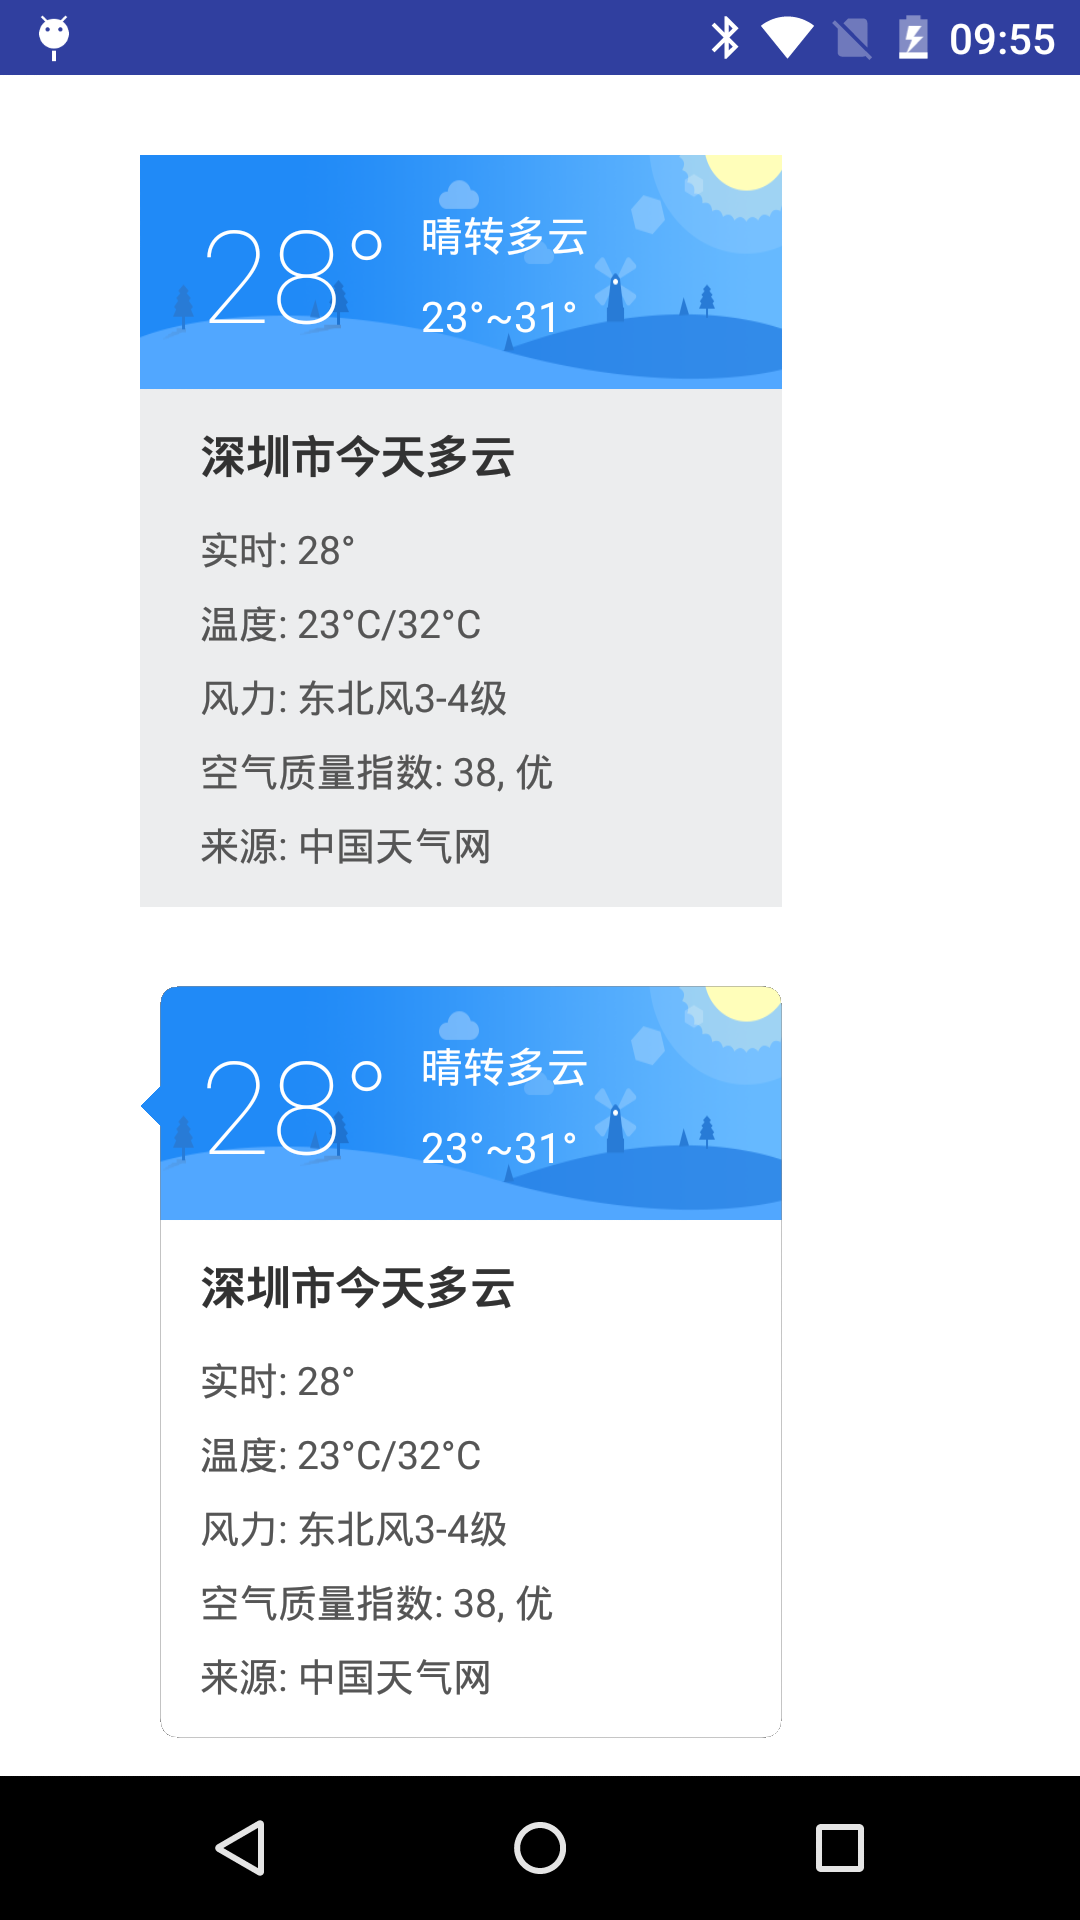 09:55
28°
晴转多云
23°~31°
深圳市今天多云
实时: 28°
温度: 23°C/32°C
风力: 东北风3-4级
空气质量指数: 38, 优
来源: 中国天气网
28°
晴转多云
23°~31°
深圳市今天多云
实时: 28°
温度: 23°C/32°C
风力: 东北风3-4级
空气质量指数: 38, 优
来源: 中国天气网